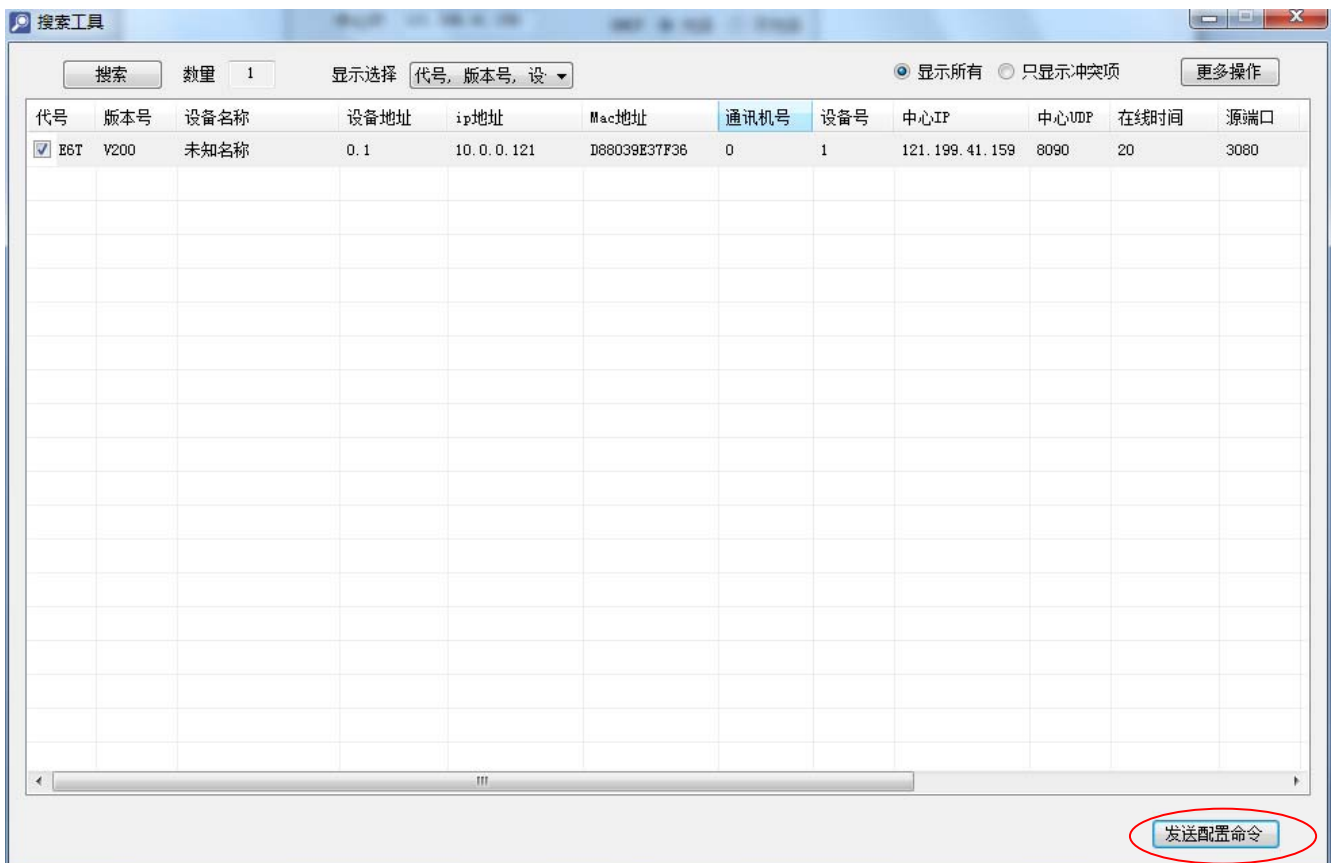 搜索工具
搜索 数量 1 显示选择 代号, 版本号, 设 显示所有 只显示冲突项 更多操作
代号 版本号 设备名称 设备地址 ip地址 Mac地址 通讯机号 设备号 中心IP 中心UDP 在线时间 源端口
E6T V200 未知名称 0.1 10.0.0.121 D88039E37F36 0 1 121.199.41.159 8090 20 3080
发送配置命令